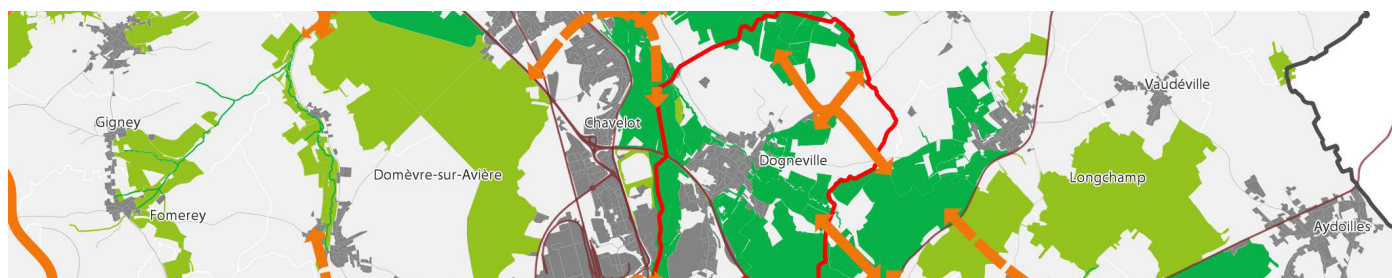 Vaudéville
Gigney
Chavelot
Dogneville
Domèvre-sur-Avière
Longchamp
Fomerey
Aydoilles